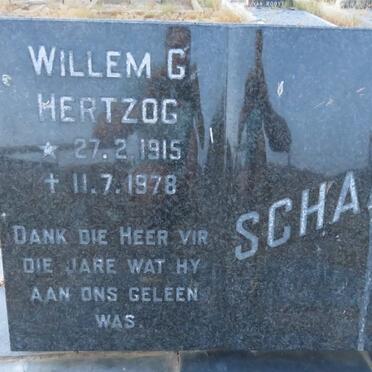 WILLEM G.
HERTZOG
* 27.2.1915
† 11.7.1978
DANK DIE HEER VIR
DIE JARE WAT HY
AAN ONS GELEEN
WAS.
SCHA